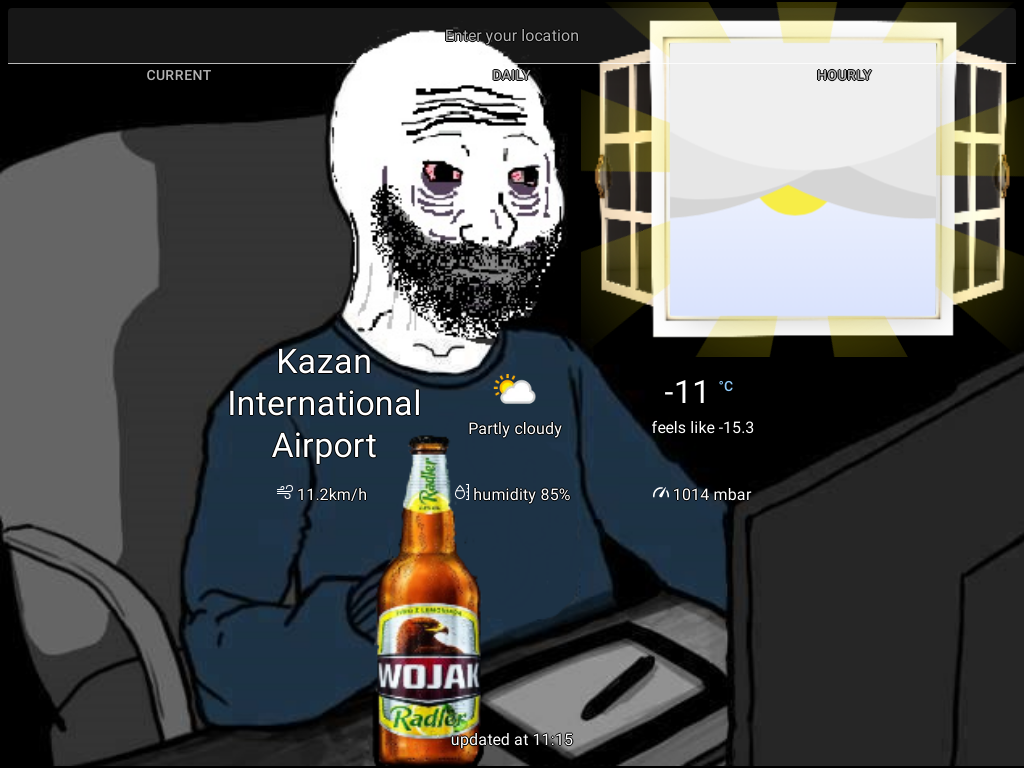 Enter your location
CURRENT
DAILY
HOURLY
Kazan
International
Airport
Partly cloudy
-11 °C
feels like -15.3
11.2km/h
humidity 85%
1014 mbar
Radler
WOJAK
Radler
updated at 11:15